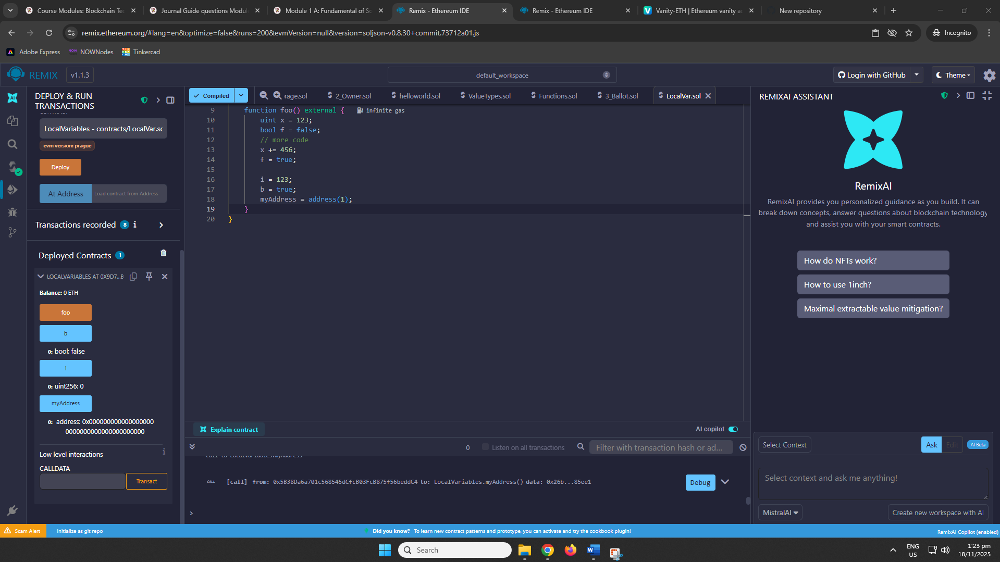 Course Modules: Blockchain Te
Journal Guide questions Modul
Module 1 A: Fundamental of So
Remix - Ethereum IDE
Remix - Ethereum IDE
Vanity-ETH | Ethereum vanity ac
New repository
remix.ethereum.org/#lang=en&optimize=false&runs=200&evmVersion=null&version=soljson-v0.8.30+commit.73712a01.js
Incognito
Adobe Express
NOW
NOWNodes
Tinkercad
REMIX
v1.1.3
default_workspace
Login with GitHub
Theme
AI
DEPLOY & RUN
TRANSACTIONS
LocalVariables - contracts/LocalVar.sc
evm version: prague
Deploy
At Address
Load contract from Address
Transactions recorded 8 i
Deployed Contracts 1
LOCALVARIABLES AT 0X9D7...B
Balance: 0 ETH
foo
b
0: bool: false
i
0: uint256: 0
myAddress
0: address: 0x000000000000000000
0000000000000000000000
Low level interactions
i
CALLDATA
Transact
Compiled
rage.sol
2_Owner.sol
helloworld.sol
ValueTypes.sol
Functions.sol
3_Ballot.sol
LocalVar.sol
9 function foo() external { infinite gas
10 uint x = 123;
11 bool f = false;
12 // more code
13 x += 456;
14 f = true;
15
16 i = 123;
17 b = true;
18 myAddress = address(1);
19 }
20 }
Explain contract
AI copilot
0
Listen on all transactions
Filter with transaction hash or ad...
call to LocalVariables.myAddress
CALL [call] from: 0x5B38Da6a701c568545dCfcB03FcB875f56beddC4 to: LocalVariables.myAddress() data: 0x26b...85ee1
Debug
>
REMIXAI ASSISTANT
RemixAI
RemixAI provides you personalized guidance as you build. It can
break down concepts, answer questions about blockchain technology
and assist you with your smart contracts.
How do NFTs work?
How to use 1inch?
Maximal extractable value mitigation?
Select Context
Ask
Edit
AI Beta
Select context and ask me anything!
MistralAI
Create new workspace with AI
Scam Alert
Initialize as git repo
Did you know? To learn new contract patterns and prototype, you can activate and try the cookbook plugin!
RemixAI Copilot (enabled)
Search
ENG
US
1:23 pm
18/11/2025